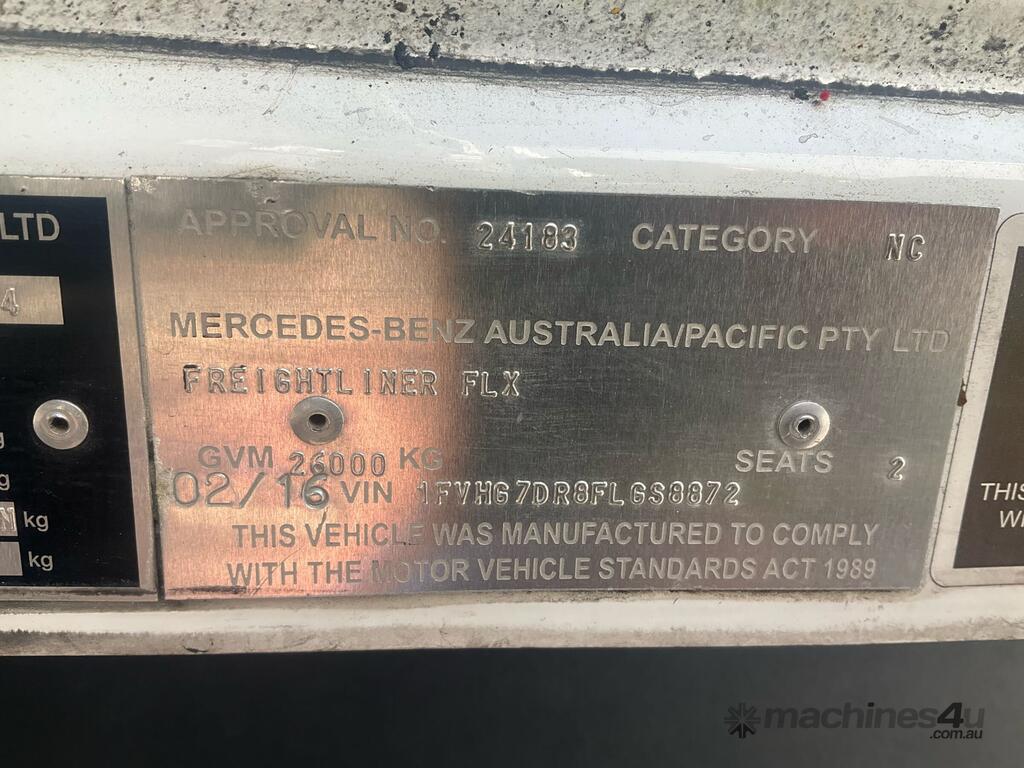 LTD
4
APPROVAL NO. 24183 CATEGORY NC
MERCEDES-BENZ AUSTRALIA/PACIFIC PTY LTD
FREIGHTLINER FLX
GVM 26000 KG SEATS 2
02/16 VIN 1FVHG7DR8FLGS8872
THIS VEHICLE WAS MANUFACTURED TO COMPLY
WITH THE MOTOR VEHICLE STANDARDS ACT 1989
g
g
N kg
kg
THIS
WI
machines4u
.com.au